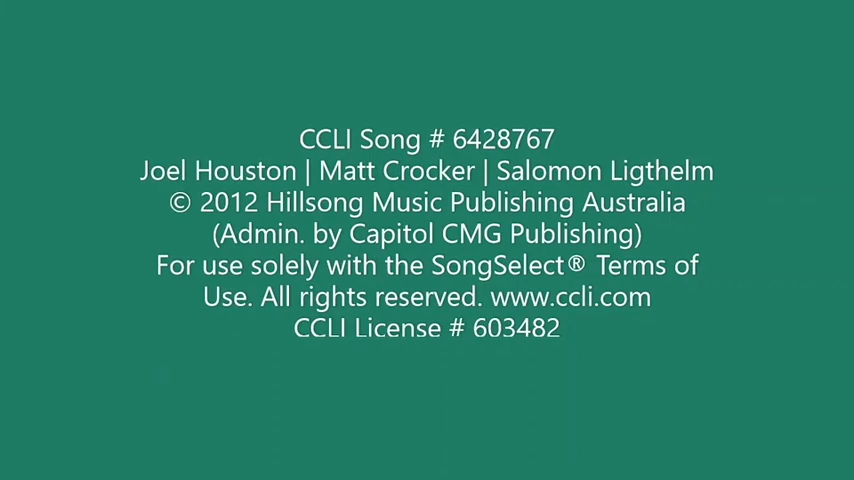 CCLI Song # 6428767
Joel Houston | Matt Crocker | Salomon Ligthelm
© 2012 Hillsong Music Publishing Australia
(Admin. by Capitol CMG Publishing)
For use solely with the SongSelect® Terms of
Use. All rights reserved. www.ccli.com
CCLI License # 603482